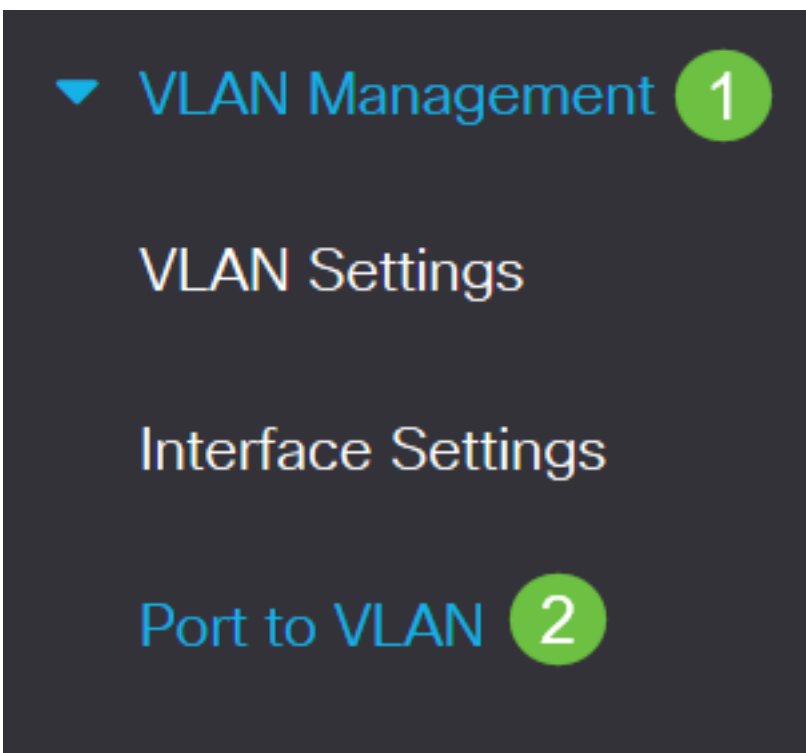 VLAN Management 1
VLAN Settings
Interface Settings
Port to VLAN 2